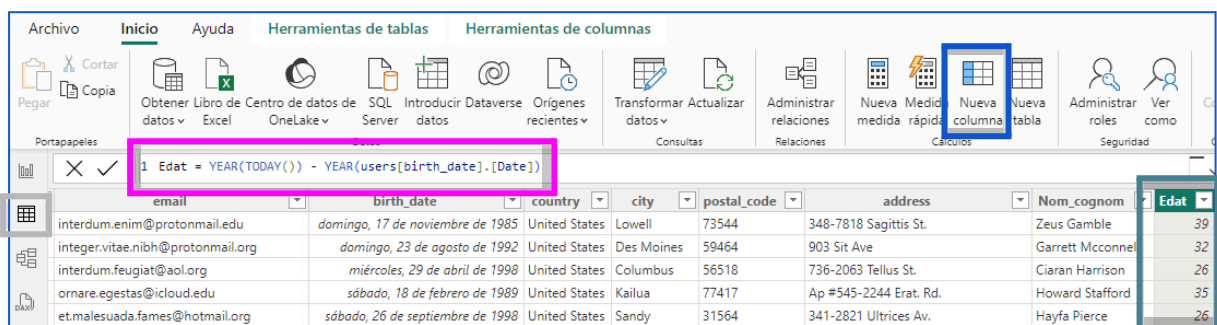 Archivo Inicio Ayuda Herramientas de tablas Herramientas de columnas
Pegar
Cortar
Copia
Portapapeles
Obtener datos
Libro de Excel
Centro de datos de OneLake
SQL Server
Introducir datos
Dataverse
Orígenes recientes
Transformar datos
Actualizar
Consultas
Administrar relaciones
Relaciones
Nueva medida
Medida rápida
Nueva columna
Nueva tabla
Cálculos
Administrar roles
Ver como
Seguridad
1 Edat = YEAR(TODAY()) - YEAR(users[birth_date].[Date])
email birth_date country city postal_code address Nom_cognom Edat
interdum.enim@protonmail.edu domingo, 17 de noviembre de 1985 United States Lowell 73544 348-7818 Sagittis St. Zeus Gamble 39
integer.vitae.nibh@protonmail.org domingo, 23 de agosto de 1992 United States Des Moines 59464 903 Sit Ave Garrett Mcconnel 32
interdum.feugiat@aol.org miércoles, 29 de abril de 1998 United States Columbus 56518 736-2063 Tellus St. Ciaran Harrison 26
ornare.egestas@icloud.edu sábado, 18 de febrero de 1989 United States Kailua 77417 Ap #545-2244 Erat. Rd. Howard Stafford 35
et.malesuada.fames@hotmail.org sábado, 26 de septiembre de 1998 United States Sandy 31564 341-2821 Ultrices Av. Hayfa Pierce 26
DAX